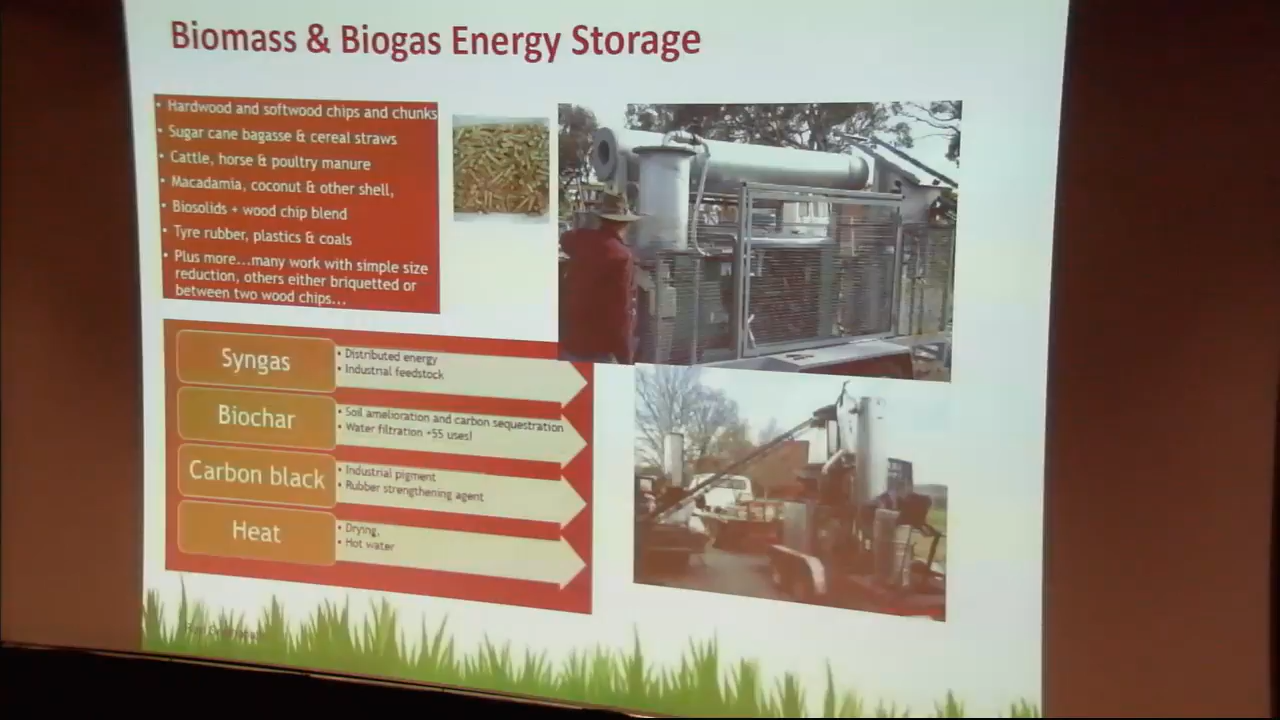 Biomass & Biogas Energy Storage
• Hardwood and softwood chips and chunks
• Sugar cane bagasse & cereal straws
• Cattle, horse & poultry manure
• Macadamia, coconut & other shell,
• Biosolids + wood chip blend
• Tyre rubber, plastics & coals
• Plus more...many work with simple size
reduction, others either briquetted or
between two wood chips...
Syngas
• Distributed energy
• Industrial feedstock
Biochar
• Soil amelioration and carbon sequestration
• Water filtration +55 uses!
Carbon black
• Industrial pigment
• Rubber strengthening agent
Heat
• Drying,
• Hot water